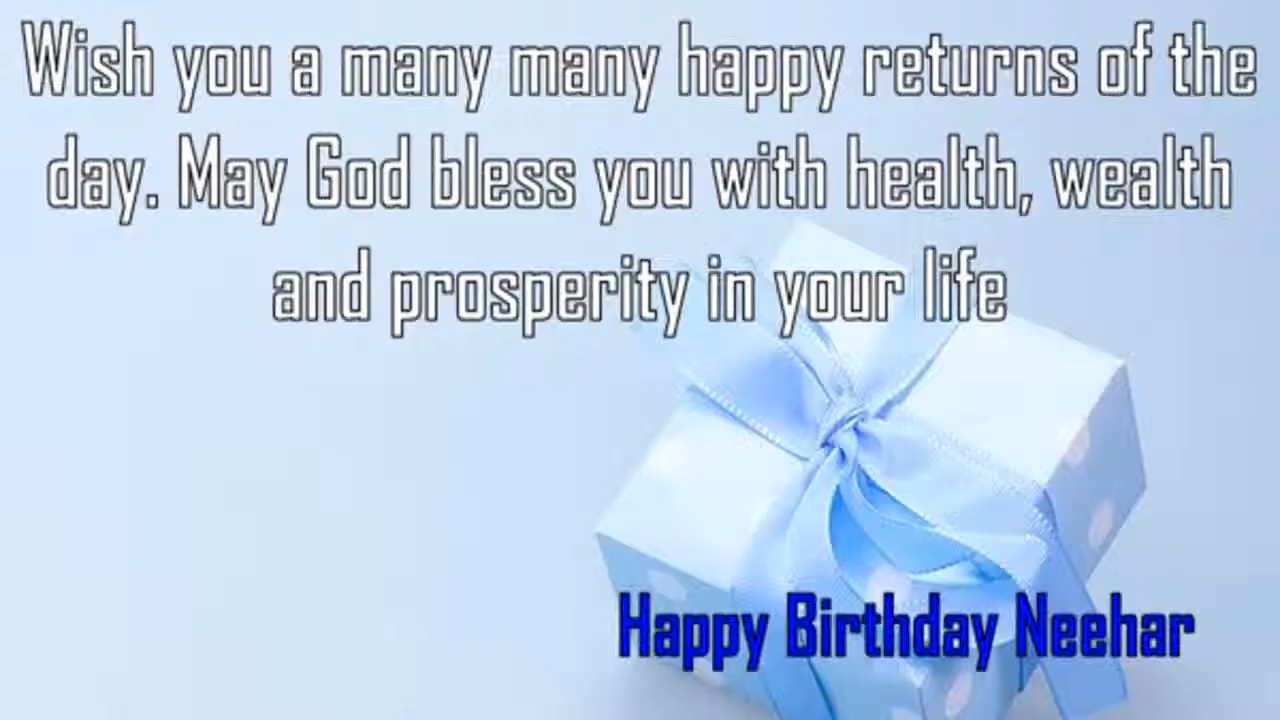 Wish you a many many happy returns of the
day. May God bless you with health, wealth
and prosperity in your life
Happy Birthday Neehar